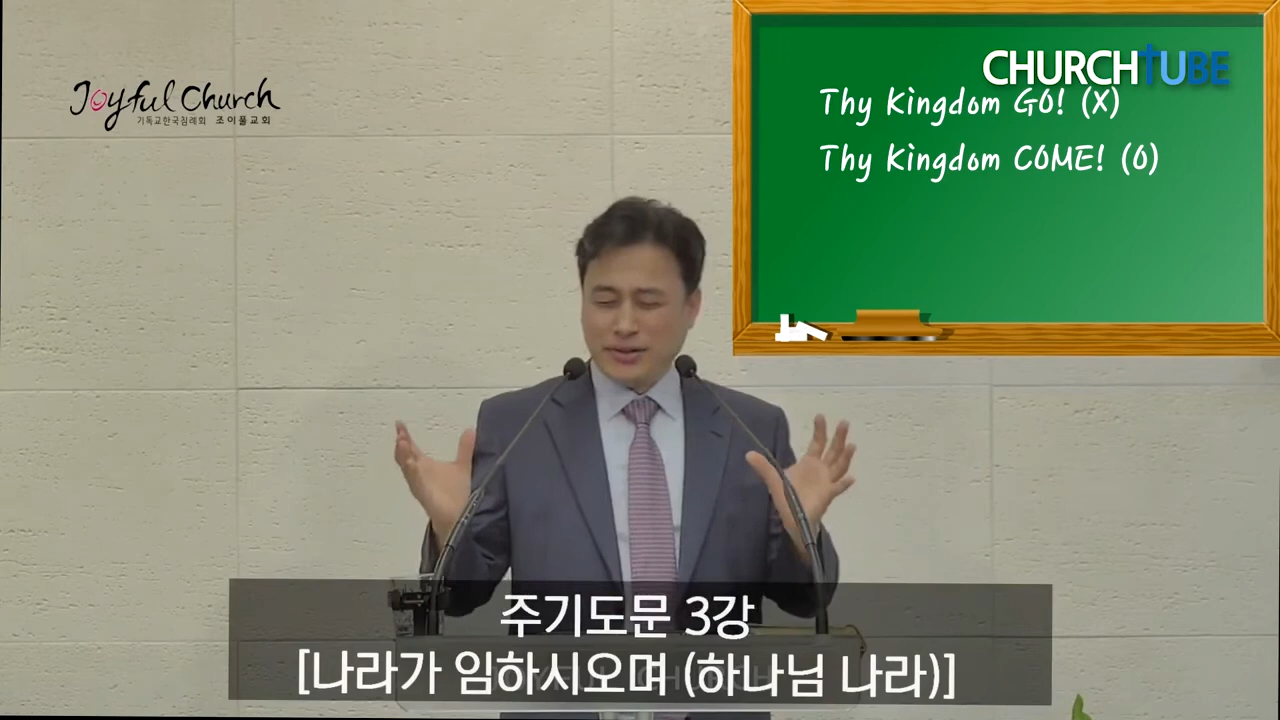 Joyful Church
기독교한국침례회 조이풀교회
CHURCHTUBE
Thy Kingdom GO! (X)
Thy Kingdom COME! (O)
주기도문 3강
[나라가 임하시오며 (하나님 나라)]
JOYFUL CHURCH